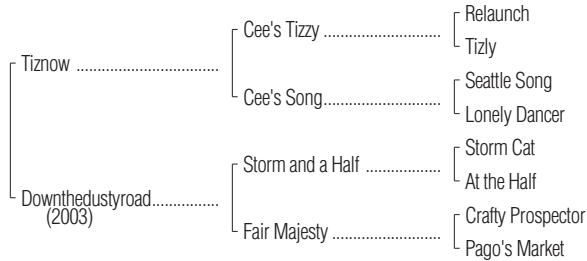 Relaunch
Cee's Tizzy
Tizly
Tiznow
Seattle Song
Cee's Song
Lonely Dancer
Storm Cat
Storm and a Half
At the Half
Downthedustyroad
(2003)
Crafty Prospector
Fair Majesty
Pago's Market